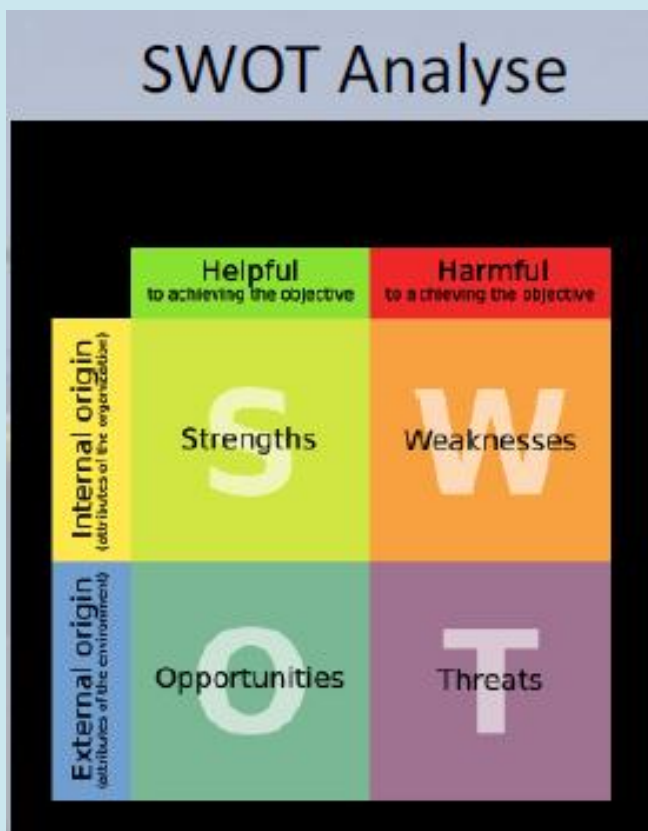 SWOT Analyse
Helpful
to achieving the objective
Harmful
to achieving the objective
Internal origin
(attributes of the organization)
S
Strengths
W
Weaknesses
External origin
(attributes of the environment)
O
Opportunities
T
Threats